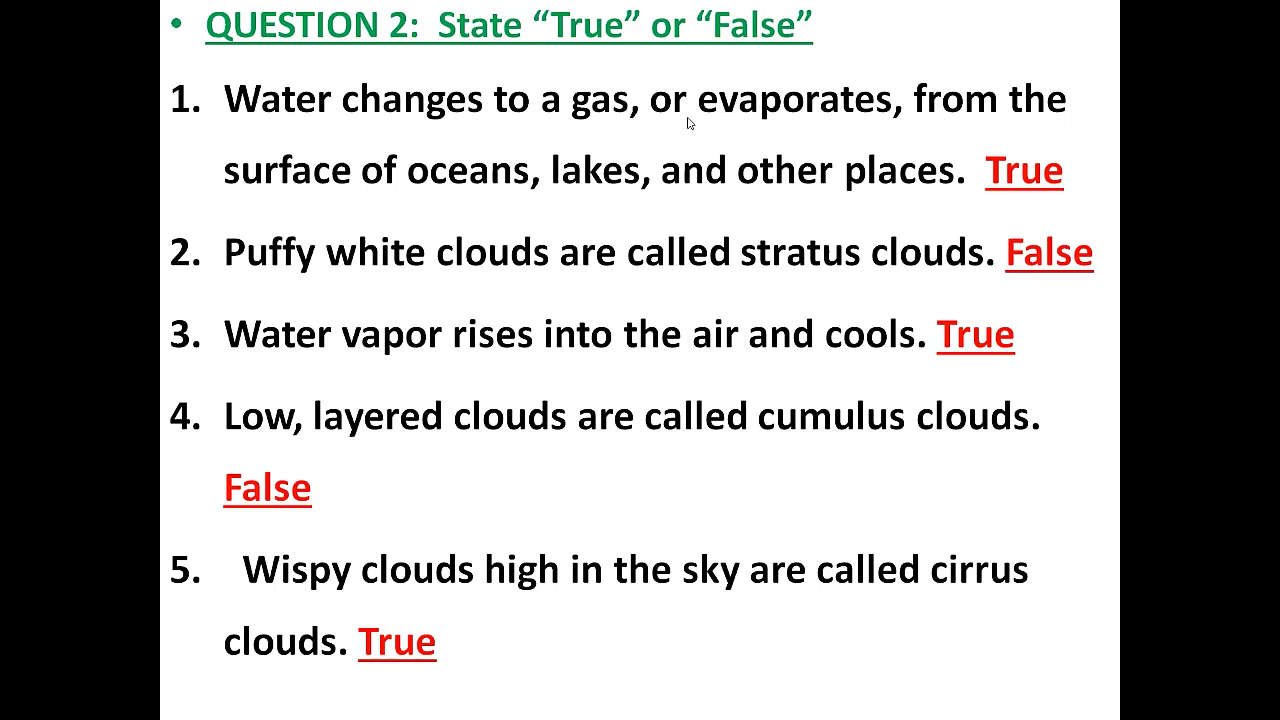 • QUESTION 2:  State “True” or “False”
1. Water changes to a gas, or evaporates, from the
surface of oceans, lakes, and other places.  True
2. Puffy white clouds are called stratus clouds. False
3. Water vapor rises into the air and cools. True
4. Low, layered clouds are called cumulus clouds.
False
5.  Wispy clouds high in the sky are called cirrus
clouds. True